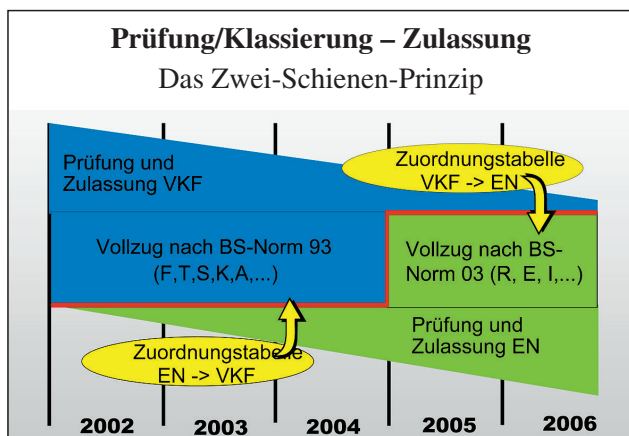 Prüfung/Klassierung – Zulassung
Das Zwei-Schienen-Prinzip
Prüfung und
Zulassung VKF
Zuordnungstabelle
VKF -> EN
Vollzug nach BS-Norm 93
(F,T,S,K,A,...)
Vollzug nach BS-
Norm 03 (R, E, I,...)
Zuordnungstabelle
EN -> VKF
Prüfung und
Zulassung EN
2002
2003
2004
2005
2006